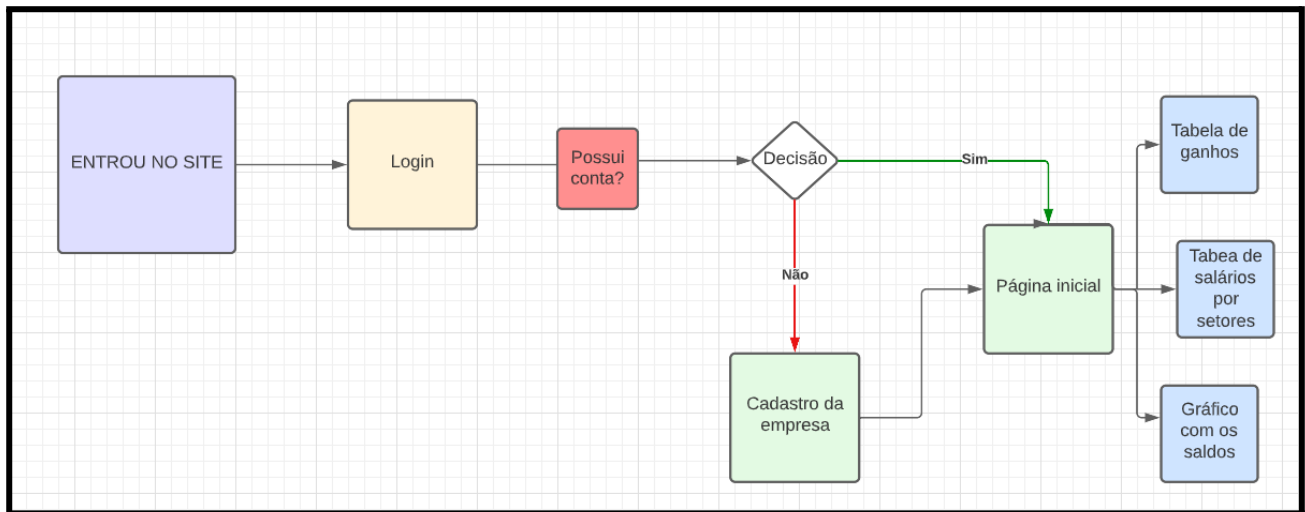 ENTROU NO SITE
Login
Possui
conta?
Decisão
Sim
Não
Cadastro da
empresa
Página inicial
Tabela de
ganhos
Tabea de
salários
por
setores
Gráfico
com os
saldos